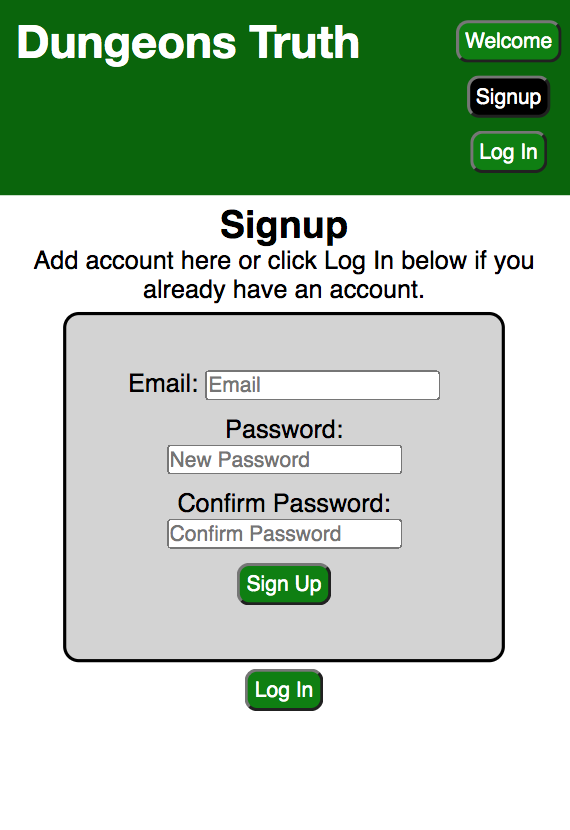 Dungeons Truth
Welcome
Signup
Log In
Signup
Add account here or click Log In below if you
already have an account.
Email: Email
Password:
New Password
Confirm Password:
Confirm Password
Sign Up
Log In